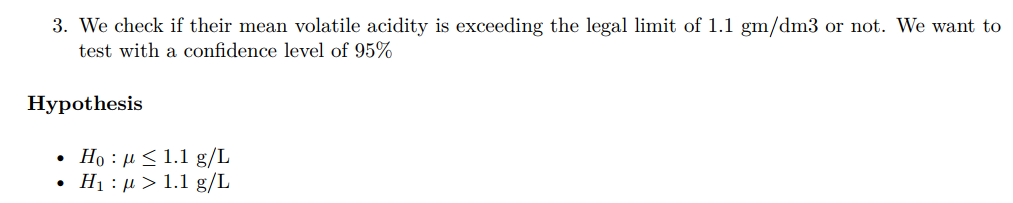 3. We check if their mean volatile acidity is exceeding the legal limit of 1.1 gm/dm3 or not. We want to
test with a confidence level of 95%
Hypothesis
• H₀ : μ ≤ 1.1 g/L
• H₁ : μ > 1.1 g/L